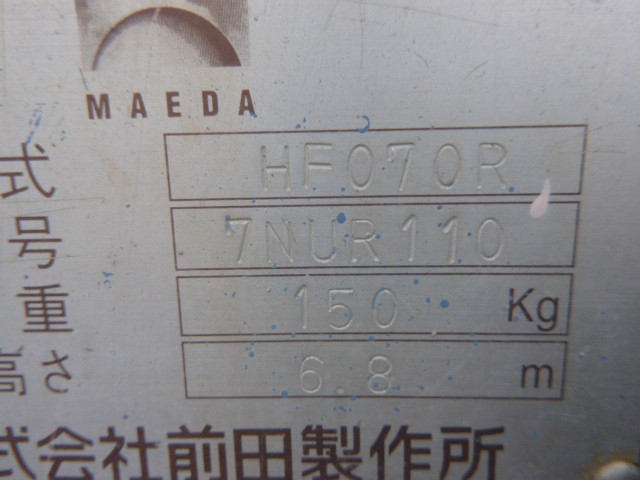 MAEDA
式 HF070R
号 7NUR110
重 150 Kg
高さ 6.8 m
式会社前田製作所